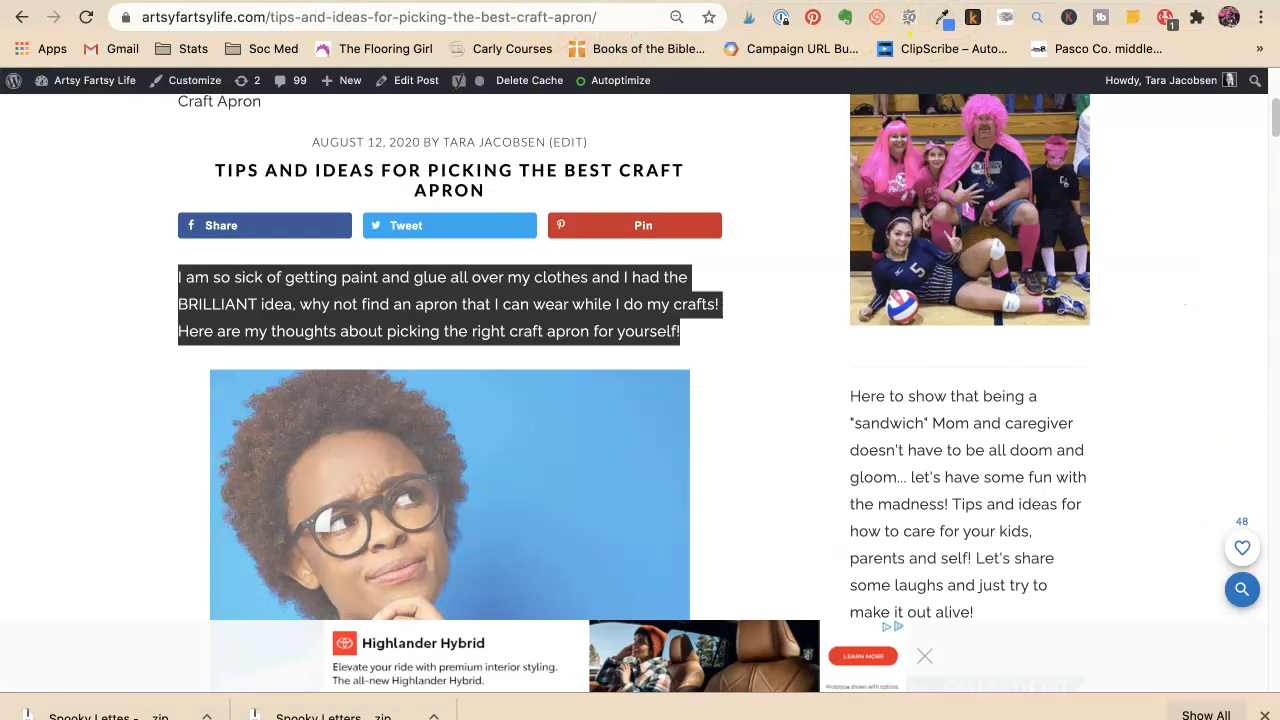 artsyfartsylife.com/tips-and-ideas-for-picking-the-best-craft-apron/
1
Apps
Gmail
Stats
Soc Med
The Flooring Girl
Carly Courses
Books of the Bible...
Campaign URL Bu...
ClipScribe – Auto...
Pasco Co. middle...
»
Artsy Fartsy Life
Customize
2
99
New
Edit Post
Delete Cache
Autoptimize
Howdy, Tara Jacobsen
Craft Apron
AUGUST 12, 2020 BY TARA JACOBSEN (EDIT)
TIPS AND IDEAS FOR PICKING THE BEST CRAFT
APRON
Share
Tweet
Pin
I am so sick of getting paint and glue all over my clothes and I had the
BRILLIANT idea, why not find an apron that I can wear while I do my crafts!
Here are my thoughts about picking the right craft apron for yourself!
5
Here to show that being a
"sandwich" Mom and caregiver
doesn't have to be all doom and
gloom... let's have some fun with
the madness! Tips and ideas for
how to care for your kids,
parents and self! Let's share
some laughs and just try to
make it out alive!
48
Highlander Hybrid
Elevate your ride with premium interior styling.
The all-new Highlander Hybrid.
LEARN MORE
Prototype shown with options.
Spooky Lettes - ....zip
Spooky Letters....zip
Show All